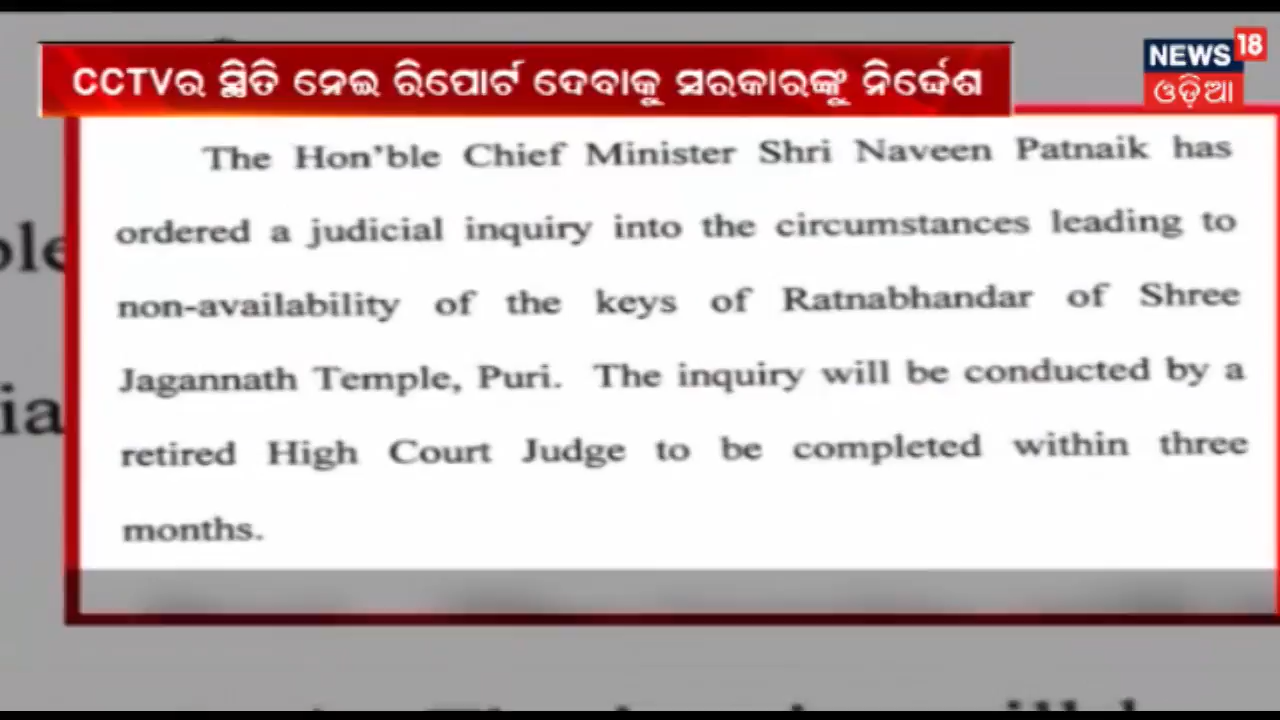 CCTVର ସ୍ଥିତି ନେଇ ରିପୋର୍ଟ ଦେବାକୁ ସରକାରଙ୍କୁ ନିର୍ଦ୍ଦେଶ
NEWS 18
ଓଡ଼ିଆ
The Hon'ble Chief Minister Shri Naveen Patnaik has
ordered a judicial inquiry into the circumstances leading to
non-availability of the keys of Ratnabhandar of Shree
Jagannath Temple, Puri. The inquiry will be conducted by a
retired High Court Judge to be completed within three
months.